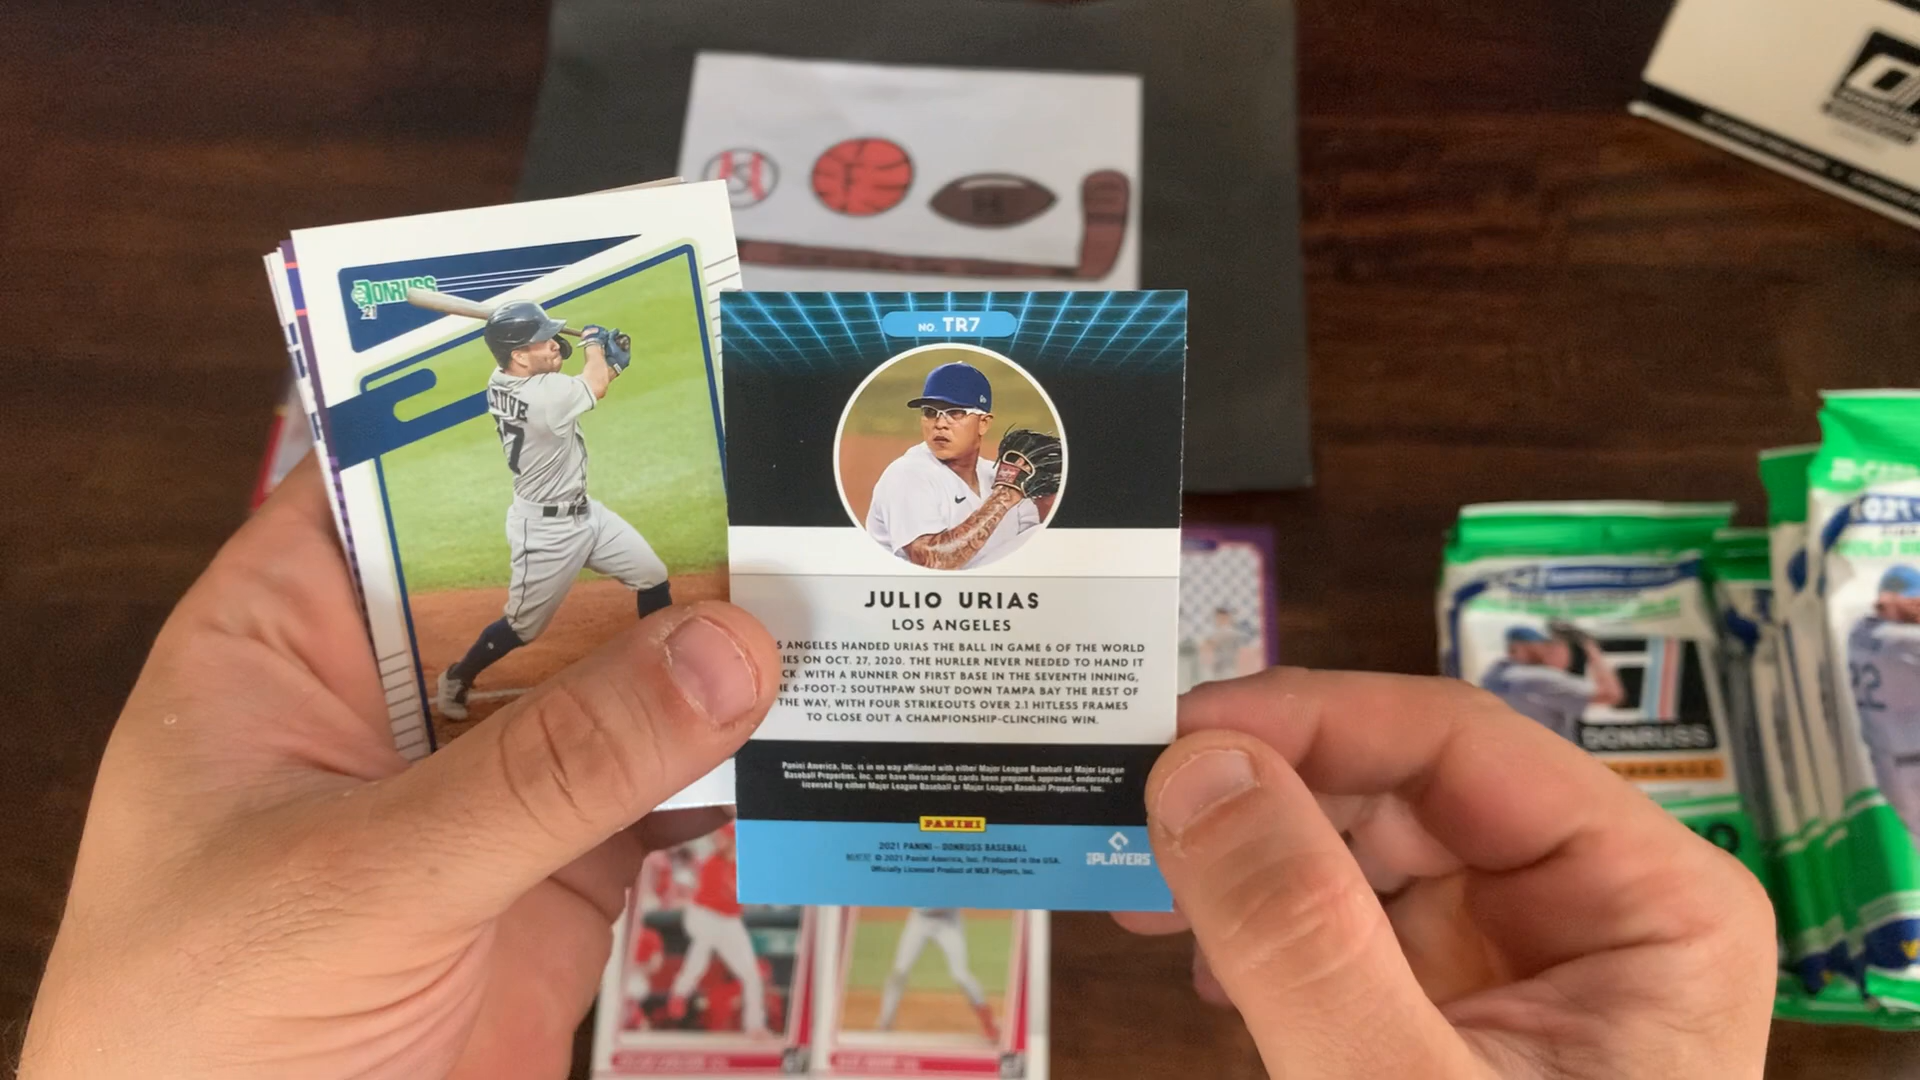 DONRUSS
21
TUVE
7
NO. TR7
JULIO URIAS
LOS ANGELES
S ANGELES HANDED URIAS THE BALL IN GAME 6 OF THE WORLD
IES ON OCT. 27, 2020. THE HURLER NEVER NEEDED TO HAND IT
CK. WITH A RUNNER ON FIRST BASE IN THE SEVENTH INNING,
E 6-FOOT-2 SOUTHPAW SHUT DOWN TAMPA BAY THE REST OF
THE WAY, WITH FOUR STRIKEOUTS OVER 2.1 HITLESS FRAMES
TO CLOSE OUT A CHAMPIONSHIP-CLINCHING WIN.
Panini America, Inc. is in no way affiliated with either Major League Baseball or Major League
Baseball Properties, Inc. nor have these trading cards been prepared, approved, endorsed, or
licensed by either Major League Baseball or Major League Baseball Properties, Inc.
PANINI
2021 PANINI - DONRUSS BASEBALL
© 2021 Panini America, Inc. Produced in the USA.
Officially Licensed Product of MLB Players, Inc.
PLAYERS
DONRUSS
BASEBALL
22